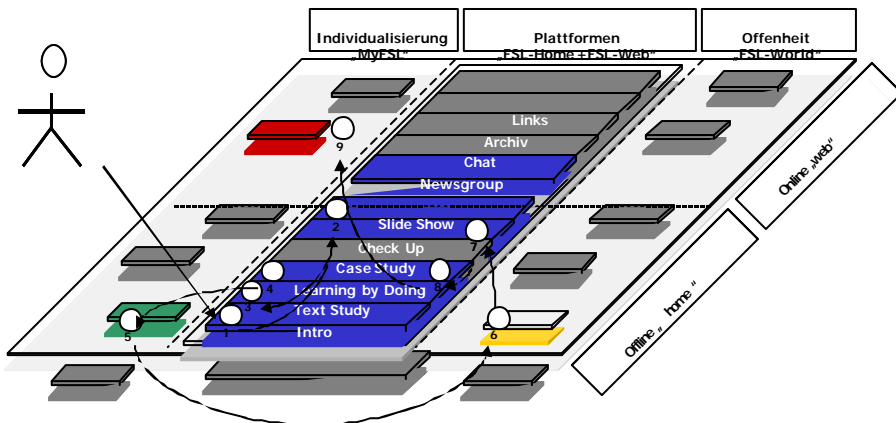 Individualisierung
„MyFSL“
Plattformen
„FSL-Home +FSL-Web“
Offenheit
„FSL-World“
Links
Archiv
Chat
Newsgroup
Slide Show
Check Up
Case Study
Learning by Doing
Text Study
Intro
Online „web“
Offline „ home “
1
2
3
4
5
6
7
8
9